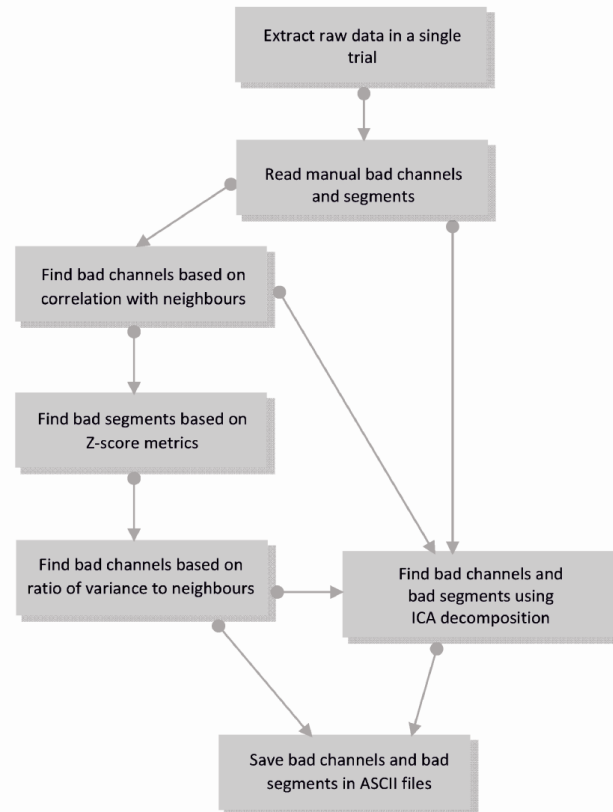 Extract raw data in a single
trial
Read manual bad channels
and segments
Find bad channels based on
correlation with neighbours
Find bad segments based on
Z-score metrics
Find bad channels based on
ratio of variance to neighbours
Find bad channels and
bad segments using
ICA decomposition
Save bad channels and bad
segments in ASCII files